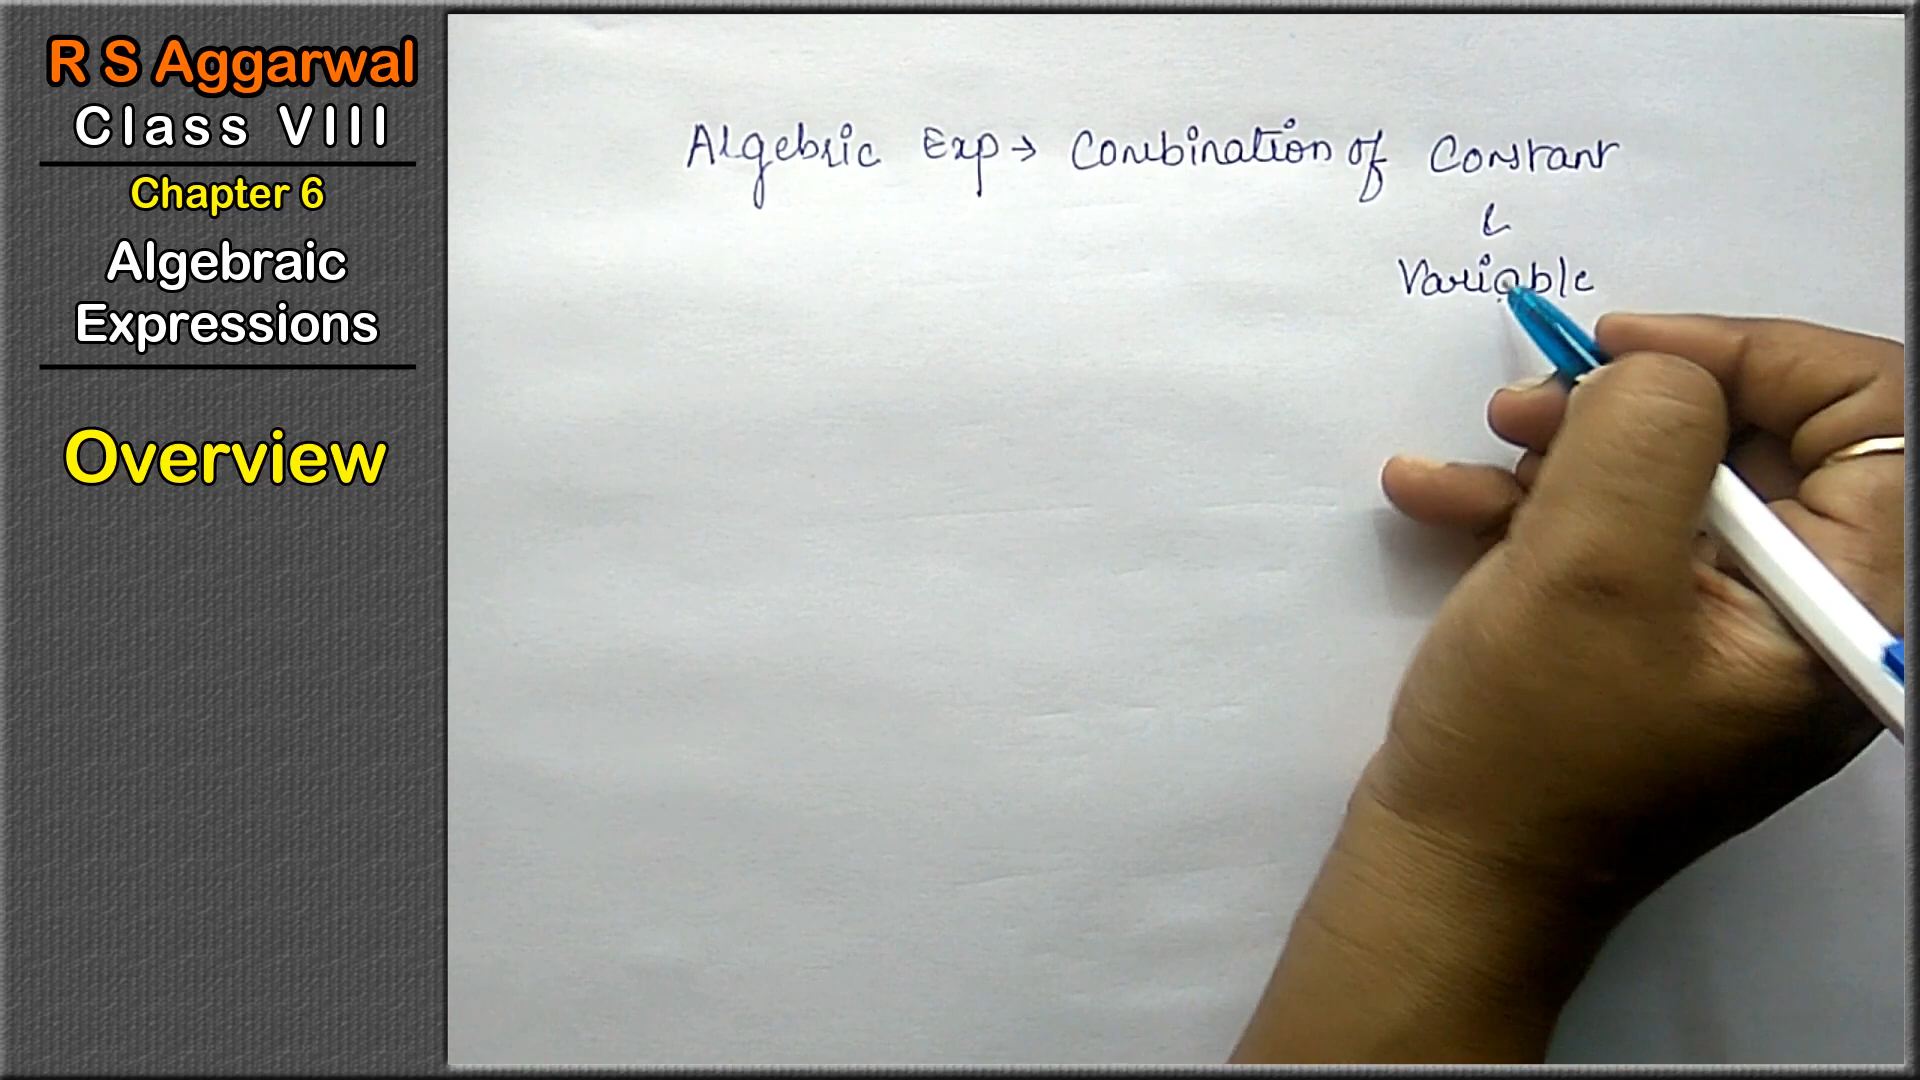 R S Aggarwal
Class VIII
Chapter 6
Algebraic
Expressions
Overview
Algebric Exp → Combination of Constant
&
Variable